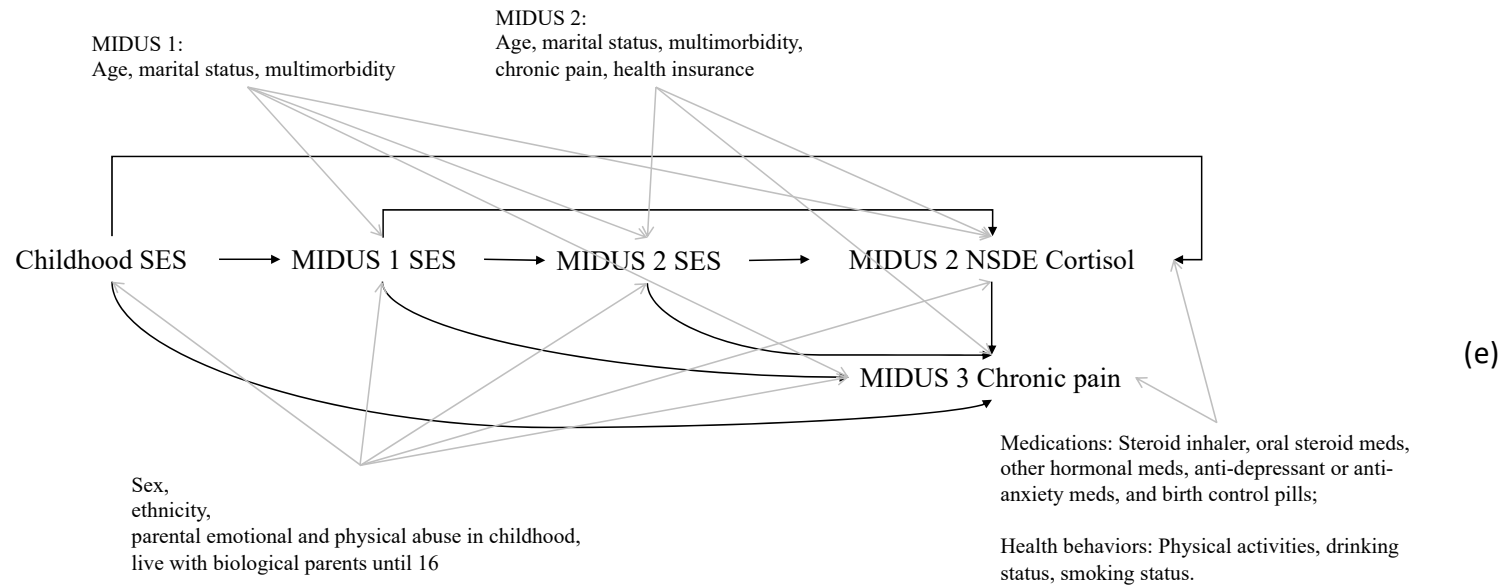 MIDUS 1:
Age, marital status, multimorbidity
MIDUS 2:
Age, marital status, multimorbidity,
chronic pain, health insurance
Childhood SES
MIDUS 1 SES
MIDUS 2 SES
MIDUS 2 NSDE Cortisol
MIDUS 3 Chronic pain
(e)
Sex,
ethnicity,
parental emotional and physical abuse in childhood,
live with biological parents until 16
Medications: Steroid inhaler, oral steroid meds,
other hormonal meds, anti-depressant or anti-
anxiety meds, and birth control pills;
Health behaviors: Physical activities, drinking
status, smoking status.